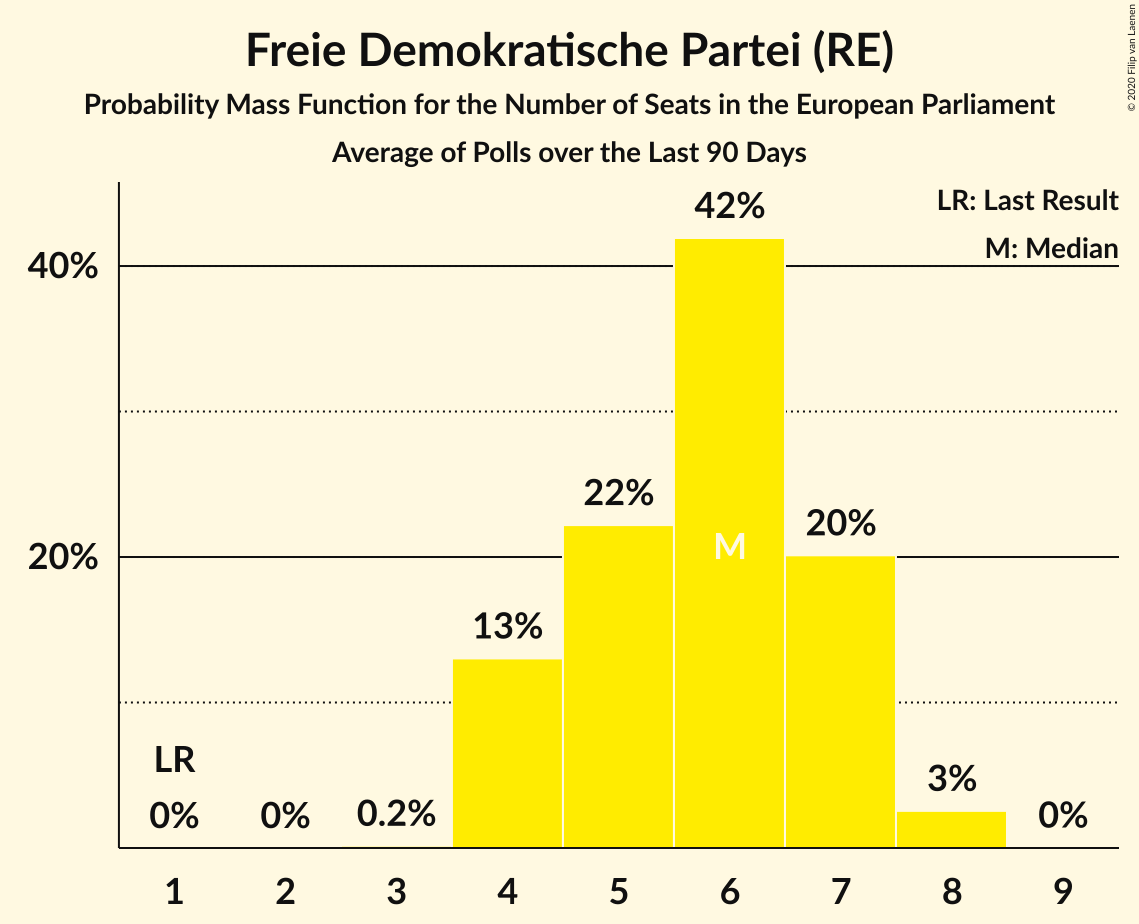 Freie Demokratische Partei (RE)
Probability Mass Function for the Number of Seats in the European Parliament
Average of Polls over the Last 90 Days
© 2020 Filip van Laenen
LR: Last Result
M: Median
42%
40%
22%
20%
M
20%
13%
LR
0%
0%
0.2%
3%
0%
1 2 3 4 5 6 7 8 9